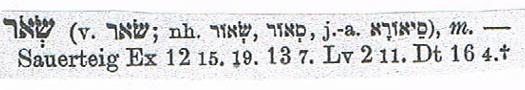 שְׂאֹר (v. שׂאר; nh. שְׂאוֹר, סְאוֹר, j.-a. סֵיאוֹרָא), m. —
Sauerteig Ex 12 15. 19. 13 7. Lv 2 11. Dt 16 4.†